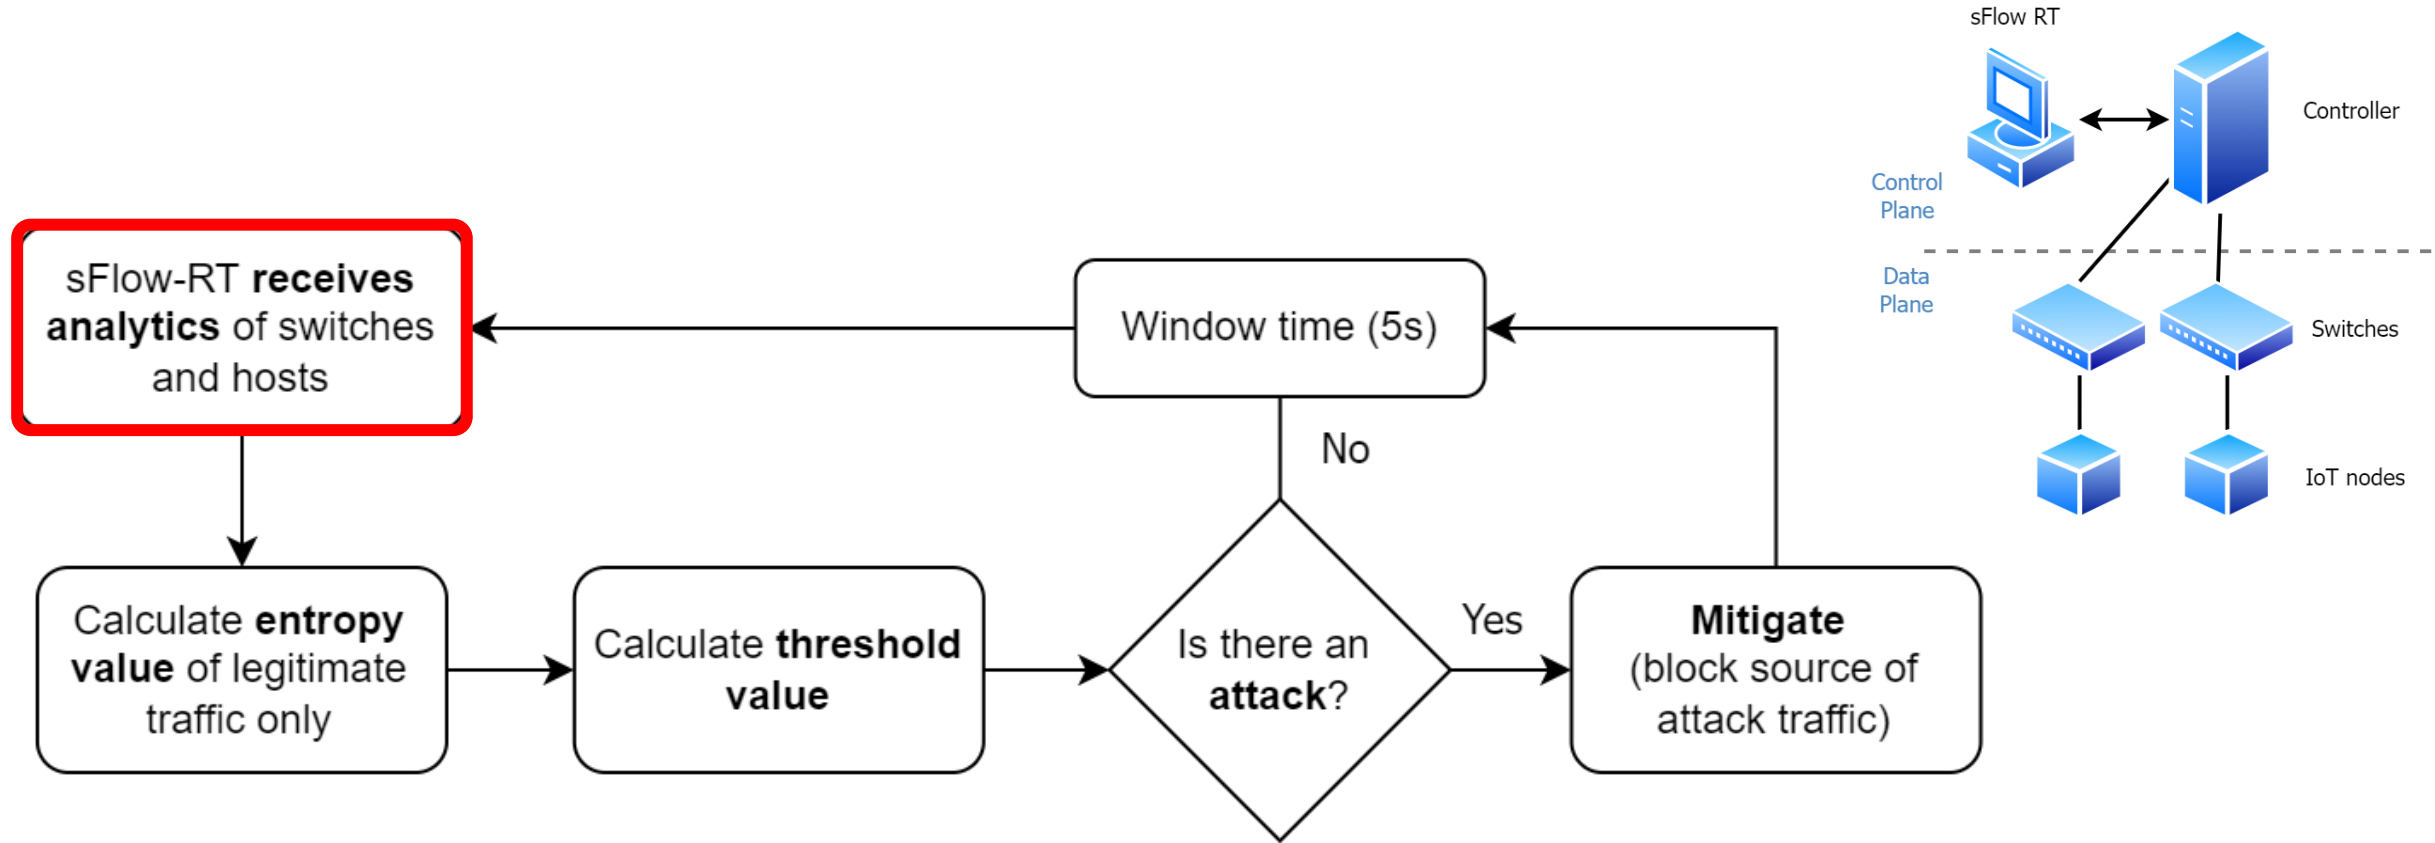 sFlow RT
Controller
Control
Plane
Data
Plane
Switches
IoT nodes
sFlow-RT receives
analytics of switches
and hosts
Window time (5s)
No
Calculate entropy
value of legitimate
traffic only
Calculate threshold
value
Is there an
attack?
Yes
Mitigate
(block source of
attack traffic)